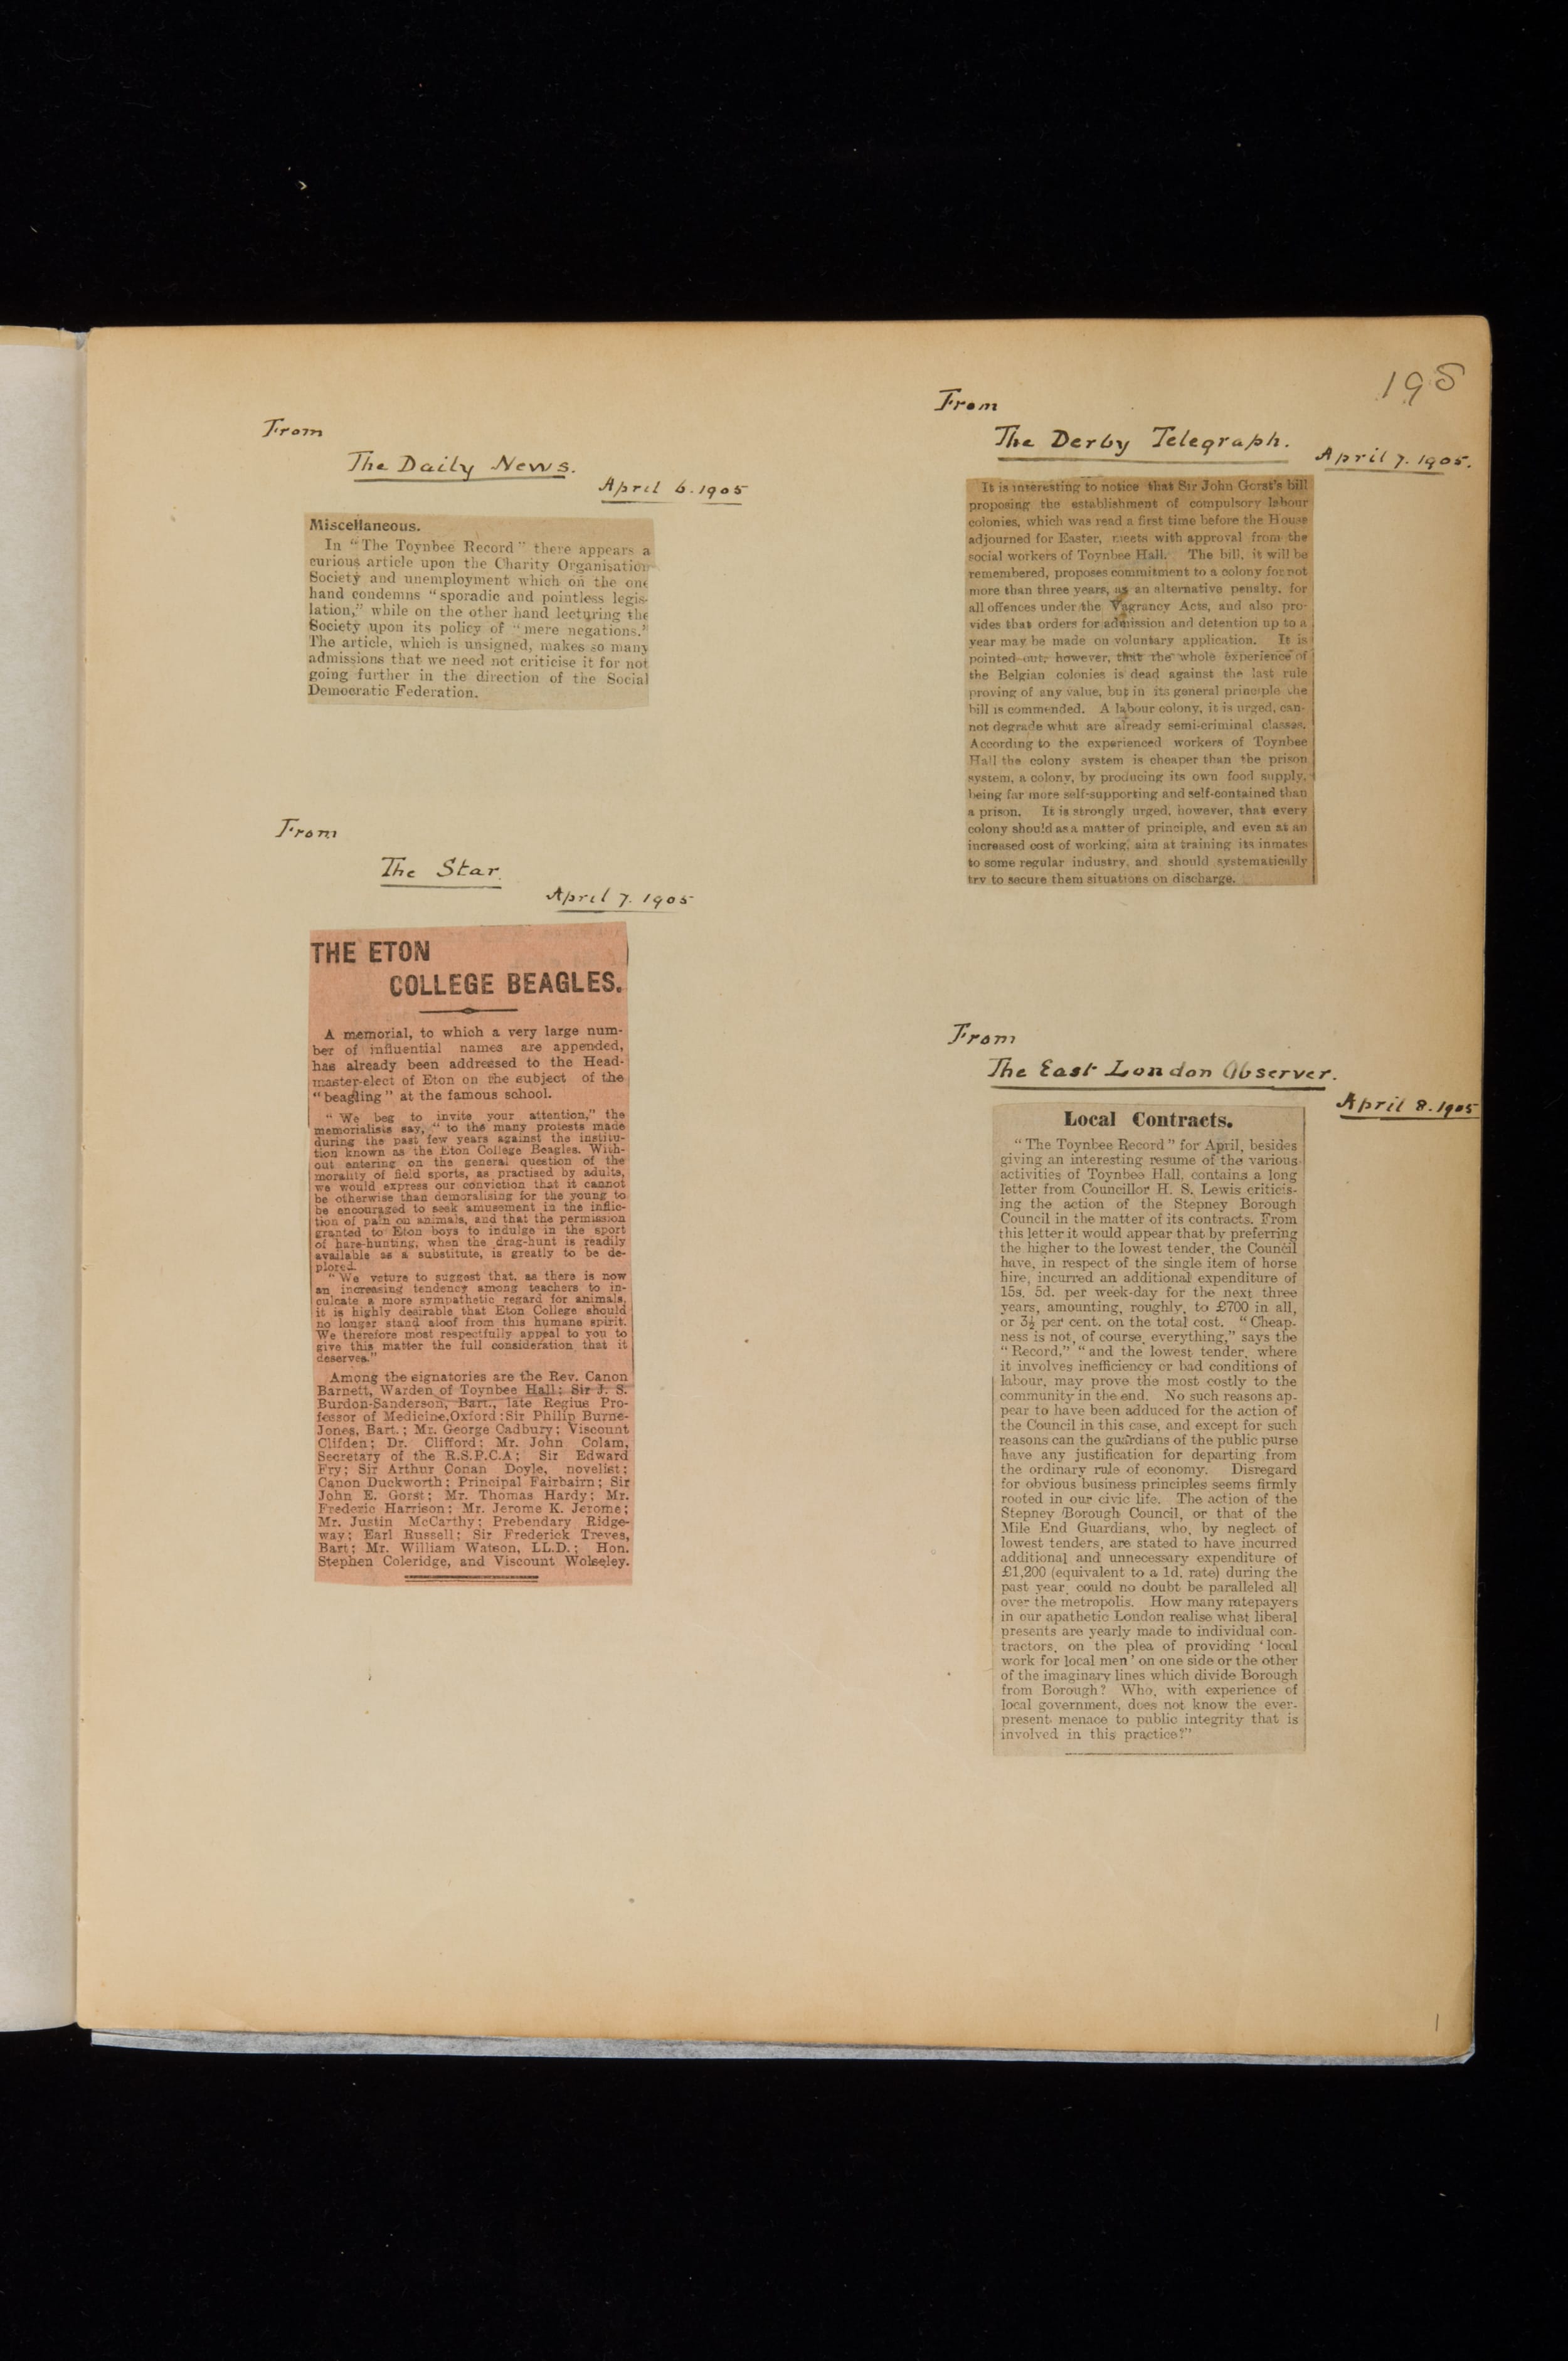 198
From
The Daily News.
April 6. 1905
Miscellaneous.
In "The Toynbee Record" there appears a
curious article upon the Charity Organisation
Society and unemployment which on the one
hand condemns "sporadic and pointless legis-
lation," while on the other hand lecturing the
Society upon its policy of "mere negations."
The article, which is unsigned, makes so many
admissions that we need not criticise it for not
going further in the direction of the Social
Democratic Federation.
From
The Star.
April 7. 1905
THE ETON
COLLEGE BEAGLES.
A memorial, to which a very large num-
ber of influential names are appended,
has already been addressed to the Head-
master-elect of Eton on the subject of the
"beagling" at the famous school.
"We beg to invite your attention," the
memorialists say, "to the many protests made
during the past few years against the institu-
tion known as the Eton College Beagles. With-
out entering on the general question of the
morality of field sports, as practised by adults,
we would express our conviction that it cannot
be otherwise than demoralising for the young to
be encouraged to seek amusement in the inflic-
tion of pain on animals, and that the permission
granted to Eton boys to indulge in the sport
of hare-hunting, when the drag-hunt is readily
available as a substitute, is greatly to be de-
plored.
"We veture to suggest that, as there is now
an increasing tendency among teachers to in-
culcate a more sympathetic regard for animals,
it is highly desirable that Eton College should
no longer stand aloof from this humane spirit.
We therefore most respectfully appeal to you to
give this matter the full consideration that it
deserves."
Among the signatories are the Rev. Canon
Barnett, Warden of Toynbee Hall; Sir J. S.
Burdon-Sanderson, Bart., late Regius Pro-
fessor of Medicine, Oxford; Sir Philip Burne-
Jones, Bart.; Mr. George Cadbury; Viscount
Clifden; Dr. Clifford; Mr. John Colam,
Secretary of the R.S.P.C.A; Sir Edward
Fry; Sir Arthur Conan Doyle, novelist;
Canon Duckworth; Principal Fairbairn; Sir
John E. Gorst; Mr. Thomas Hardy; Mr.
Frederic Harrison; Mr. Jerome K. Jerome;
Mr. Justin McCarthy; Prebendary Ridge-
way; Earl Russell; Sir Frederick Treves,
Bart; Mr. William Watson, LL.D.; Hon.
Stephen Coleridge, and Viscount Wolseley.
From
The Derby Telegraph.
April 7. 1905.
It is interesting to notice that Sir John Gorst's bill
proposing the establishment of compulsory labour
colonies, which was read a first time before the House
adjourned for Easter, meets with approval from the
social workers of Toynbee Hall. The bill, it will be
remembered, proposes commitment to a colony for not
more than three years, as an alternative penalty, for
all offences under the Vagrancy Acts, and also pro-
vides that orders for admission and detention up to a
year may be made on voluntary application. It is
pointed out, however, that the whole experience of
the Belgian colonies is dead against the last rule
proving of any value, but in its general principle the
bill is commended. A labour colony, it is urged, can-
not degrade what are already semi-criminal classes.
According to the experienced workers of Toynbee
Hall the colony system is cheaper than the prison
system, a colony, by producing its own food supply,
being far more self-supporting and self-contained than
a prison. It is strongly urged, however, that every
colony should as a matter of principle, and even at an
increased cost of working, aim at training its inmates
to some regular industry, and should systematically
try to secure them situations on discharge.
From
The East London Observer.
April 8. 1905
Local Contracts.
"The Toynbee Record" for April, besides
giving an interesting resume of the various
activities of Toynbee Hall, contains a long
letter from Councillor H. S. Lewis criticis-
ing the action of the Stepney Borough
Council in the matter of its contracts. From
this letter it would appear that by preferring
the higher to the lowest tender, the Council
have, in respect of the single item of horse
hire, incurred an additional expenditure of
15s. 5d. per week-day for the next three
years, amounting, roughly, to £700 in all,
or 3½ per cent. on the total cost. "Cheap-
ness is not, of course, everything," says the
"Record," "and the lowest tender, where
it involves inefficiency or bad conditions of
labour, may prove the most costly to the
community in the end. No such reasons ap-
pear to have been adduced for the action of
the Council in this case, and except for such
reasons can the guardians of the public purse
have any justification for departing from
the ordinary rule of economy. Disregard
for obvious business principles seems firmly
rooted in our civic life. The action of the
Stepney Borough Council, or that of the
Mile End Guardians, who, by neglect of
lowest tenders, are stated to have incurred
additional and unnecessary expenditure of
£1,200 (equivalent to a 1d. rate) during the
past year, could no doubt be paralleled all
over the metropolis. How many ratepayers
in our apathetic London realise what liberal
presents are yearly made to individual con-
tractors, on the plea of providing 'local
work for local men' on one side or the other
of the imaginary lines which divide Borough
from Borough? Who, with experience of
local government, does not know the ever-
present menace to public integrity that is
involved in this practice?"